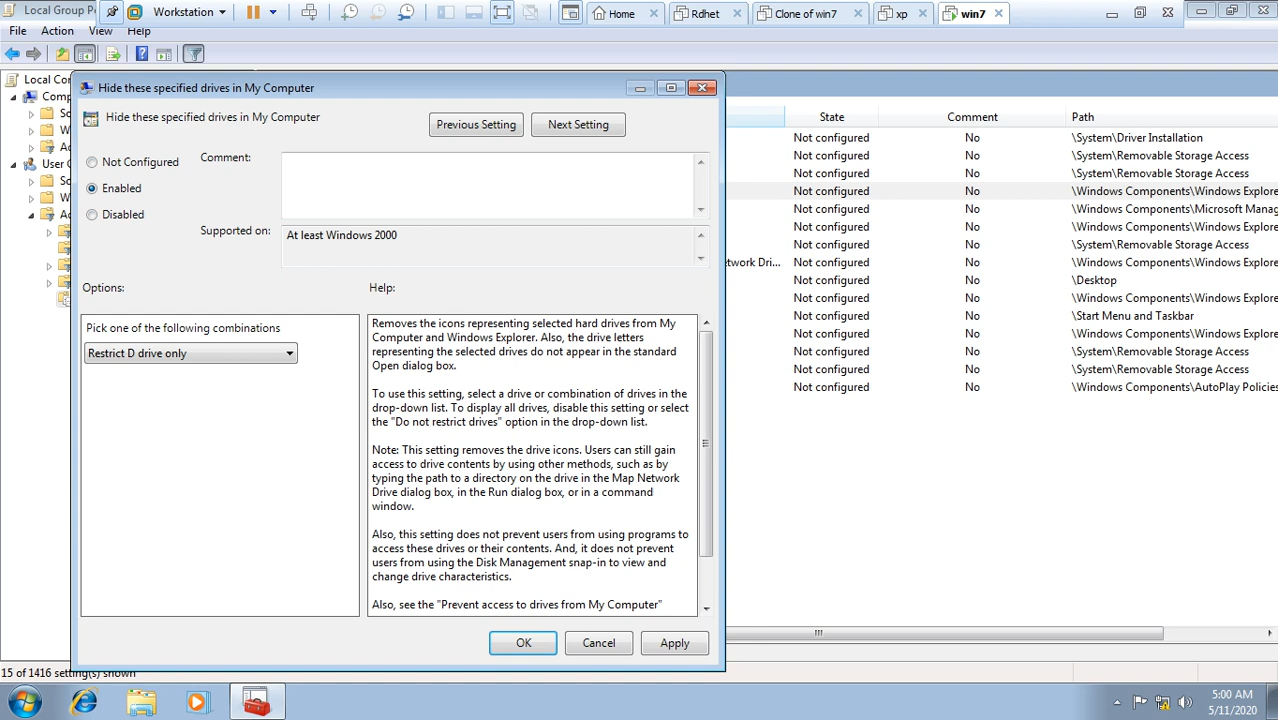 Local Group P
Workstation
Home
Rdhet
Clone of win7
xp
win7
File Action View Help
Local Con
Comp
So
W
A
User C
So
W
Ac
Hide these specified drives in My Computer
Hide these specified drives in My Computer
Previous Setting
Next Setting
Not Configured
Comment:
Enabled
Disabled
Supported on:
At least Windows 2000
Options:
Help:
Pick one of the following combinations
Restrict D drive only
Removes the icons representing selected hard drives from My
Computer and Windows Explorer. Also, the drive letters
representing the selected drives do not appear in the standard
Open dialog box.
To use this setting, select a drive or combination of drives in the
drop-down list. To display all drives, disable this setting or select
the "Do not restrict drives" option in the drop-down list.
Note: This setting removes the drive icons. Users can still gain
access to drive contents by using other methods, such as by
typing the path to a directory on the drive in the Map Network
Drive dialog box, in the Run dialog box, or in a command
window.
Also, this setting does not prevent users from using programs to
access these drives or their contents. And, it does not prevent
users from using the Disk Management snap-in to view and
change drive characteristics.
Also, see the "Prevent access to drives from My Computer"
OK
Cancel
Apply
State Comment Path
Not configured No \System\Driver Installation
Not configured No \System\Removable Storage Access
Not configured No \System\Removable Storage Access
Not configured No \Windows Components\Windows Explore
Not configured No \Windows Components\Microsoft Manag
Not configured No \Windows Components\Windows Explore
Not configured No \System\Removable Storage Access
etwork Dri... Not configured No \Windows Components\Windows Explore
Not configured No \Desktop
Not configured No \Windows Components\Windows Explore
Not configured No \Start Menu and Taskbar
Not configured No \Windows Components\Windows Explore
Not configured No \System\Removable Storage Access
Not configured No \System\Removable Storage Access
Not configured No \Windows Components\AutoPlay Policies
15 of 1416 setting(s) shown
5:00 AM
5/11/2020